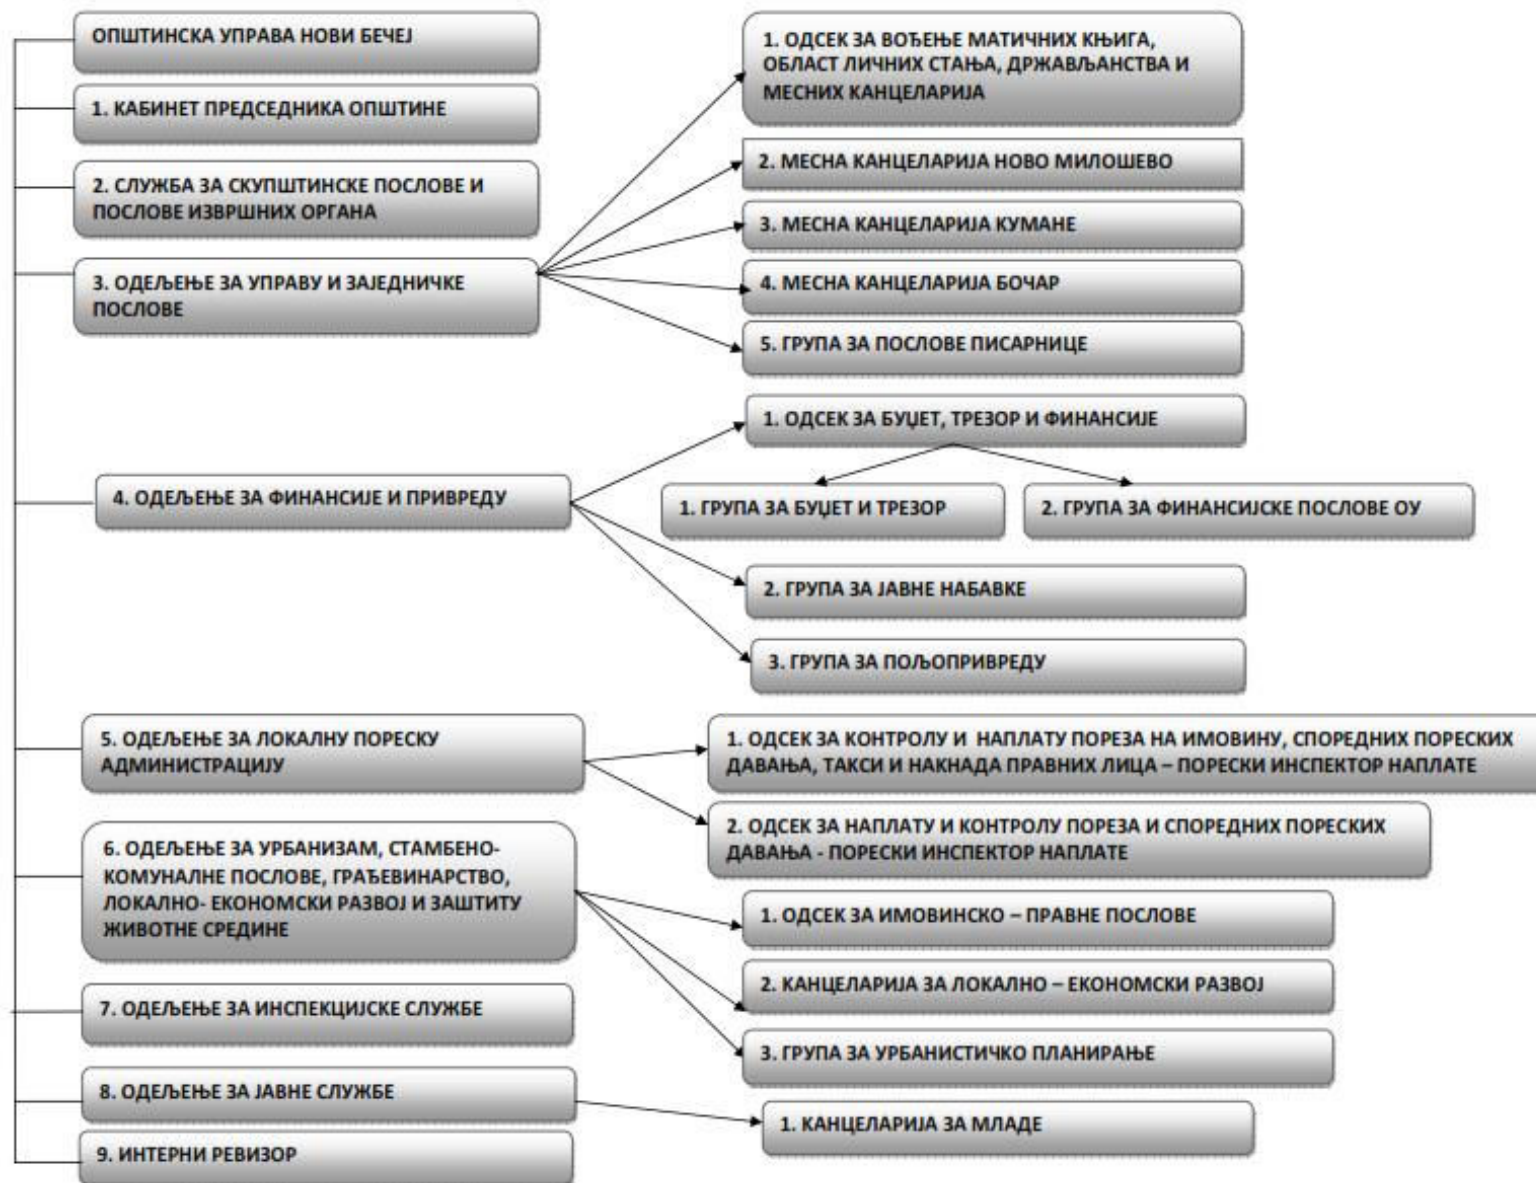 ОПШТИНСКА УПРАВА НОВИ БЕЧЕЈ
1. КАБИНЕТ ПРЕДСЕДНИКА ОПШТИНЕ
2. СЛУЖБА ЗА СКУПШТИНСКЕ ПОСЛОВЕ И
ПОСЛОВЕ ИЗВРШНИХ ОРГАНА
3. ОДЕЉЕЊЕ ЗА УПРАВУ И ЗАЈЕДНИЧКЕ
ПОСЛОВЕ
1. ОДСЕК ЗА ВОЂЕЊЕ МАТИЧНИХ КЊИГА,
ОБЛАСТ ЛИЧНИХ СТАЊА, ДРЖАВЉАНСТВА И
МЕСНИХ КАНЦЕЛАРИЈА
2. МЕСНА КАНЦЕЛАРИЈА НОВО МИЛОШЕВО
3. МЕСНА КАНЦЕЛАРИЈА КУМАНЕ
4. МЕСНА КАНЦЕЛАРИЈА БОЧАР
5. ГРУПА ЗА ПОСЛОВЕ ПИСАРНИЦЕ
4. ОДЕЉЕЊЕ ЗА ФИНАНСИЈЕ И ПРИВРЕДУ
1. ОДСЕК ЗА БУЏЕТ, ТРЕЗОР И ФИНАНСИЈЕ
1. ГРУПА ЗА БУЏЕТ И ТРЕЗОР
2. ГРУПА ЗА ФИНАНСИЈСКЕ ПОСЛОВЕ ОУ
2. ГРУПА ЗА ЈАВНЕ НАБАВКЕ
3. ГРУПА ЗА ПОЉОПРИВРЕДУ
5. ОДЕЉЕЊЕ ЗА ЛОКАЛНУ ПОРЕСКУ
АДМИНИСТРАЦИЈУ
1. ОДСЕК ЗА КОНТРОЛУ И НАПЛАТУ ПОРЕЗА НА ИМОВИНУ, СПОРЕДНИХ ПОРЕСКИХ
ДАВАЊА, ТАКСИ И НАКНАДА ПРАВНИХ ЛИЦА – ПОРЕСКИ ИНСПЕКТОР НАПЛАТЕ
2. ОДСЕК ЗА НАПЛАТУ И КОНТРОЛУ ПОРЕЗА И СПОРЕДНИХ ПОРЕСКИХ
ДАВАЊА - ПОРЕСКИ ИНСПЕКТОР НАПЛАТЕ
6. ОДЕЉЕЊЕ ЗА УРБАНИЗАМ, СТАМБЕНО-
КОМУНАЛНЕ ПОСЛОВЕ, ГРАЂЕВИНАРСТВО,
ЛОКАЛНО- ЕКОНОМСКИ РАЗВОЈ И ЗАШТИТУ
ЖИВОТНЕ СРЕДИНЕ
1. ОДСЕК ЗА ИМОВИНСКО – ПРАВНЕ ПОСЛОВЕ
2. КАНЦЕЛАРИЈА ЗА ЛОКАЛНО – ЕКОНОМСКИ РАЗВОЈ
3. ГРУПА ЗА УРБАНИСТИЧКО ПЛАНИРАЊЕ
7. ОДЕЉЕЊЕ ЗА ИНСПЕКЦИЈСКЕ СЛУЖБЕ
8. ОДЕЉЕЊЕ ЗА ЈАВНЕ СЛУЖБЕ
1. КАНЦЕЛАРИЈА ЗА МЛАДЕ
9. ИНТЕРНИ РЕВИЗОР